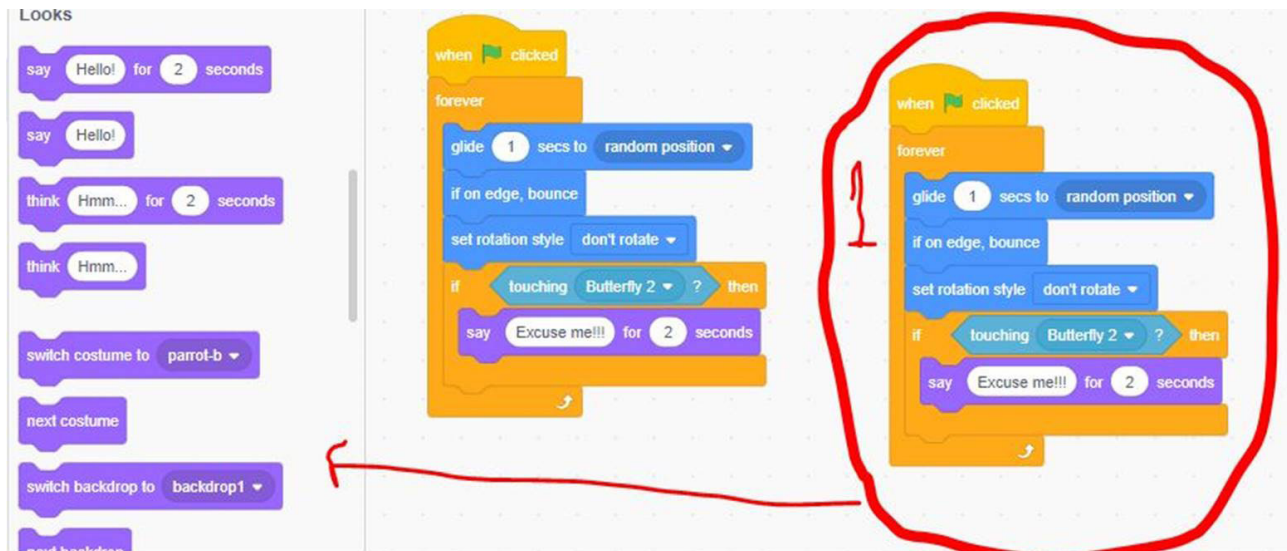 Looks
say Hello! for 2 seconds
say Hello!
think Hmm... for 2 seconds
think Hmm...
switch costume to parrot-b
next costume
switch backdrop to backdrop1
next backdrop
when clicked
forever
glide 1 secs to random position
if on edge, bounce
set rotation style don't rotate
if touching Butterfly 2 ? then
say Excuse me!!! for 2 seconds
1
when clicked
forever
glide 1 secs to random position
if on edge, bounce
set rotation style don't rotate
if touching Butterfly 2 ? then
say Excuse me!!! for 2 seconds